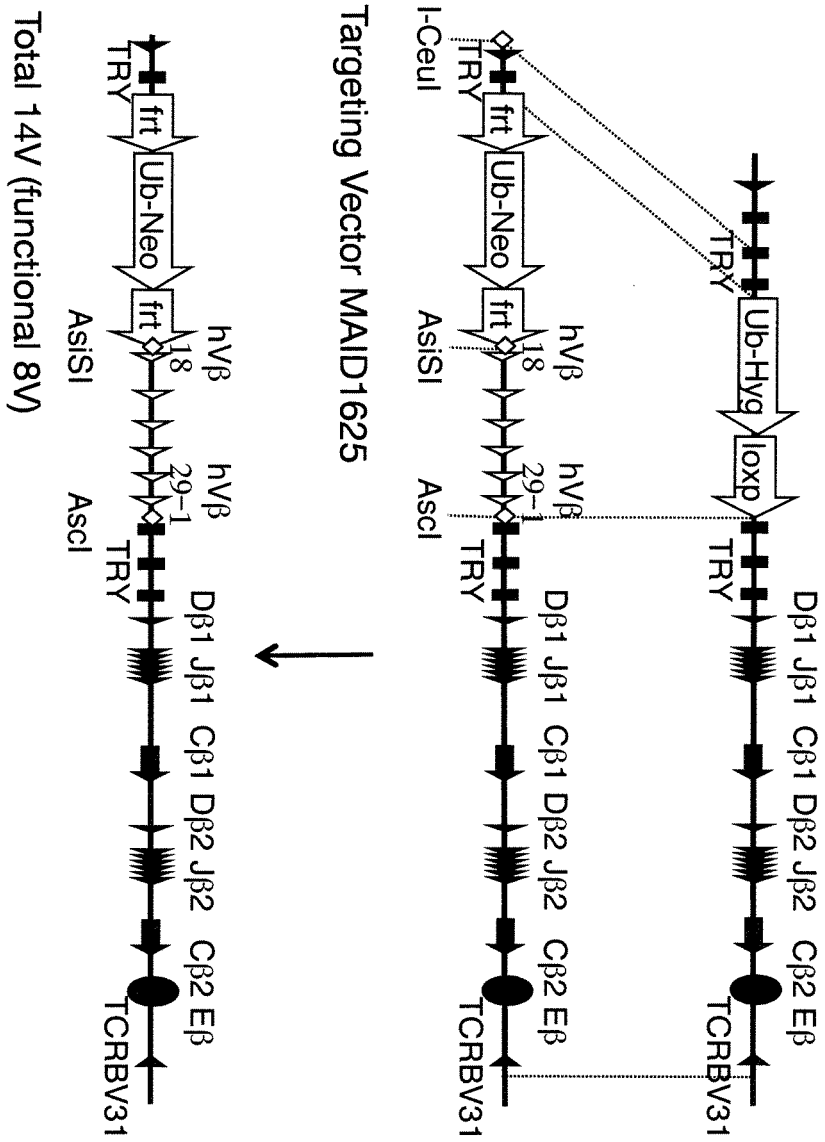 Dβ1 Jβ1 Cβ1 Dβ2 Jβ2 Cβ2 Eβ
Ub-Hyg loxp
TRY TRY TCRBV31
hVβ hVβ Dβ1 Jβ1 Cβ1 Dβ2 Jβ2 Cβ2 Eβ
18 29-1
frt Ub-Neo frt
TRY TRY TCRBV31
I-CeuI AsiSI AscI
Targeting Vector MAID1625
hVβ hVβ Dβ1 Jβ1 Cβ1 Dβ2 Jβ2 Cβ2 Eβ
18 29-1
frt Ub-Neo frt
TRY TRY TCRBV31
AsiSI AscI
Total 14V (functional 8V)